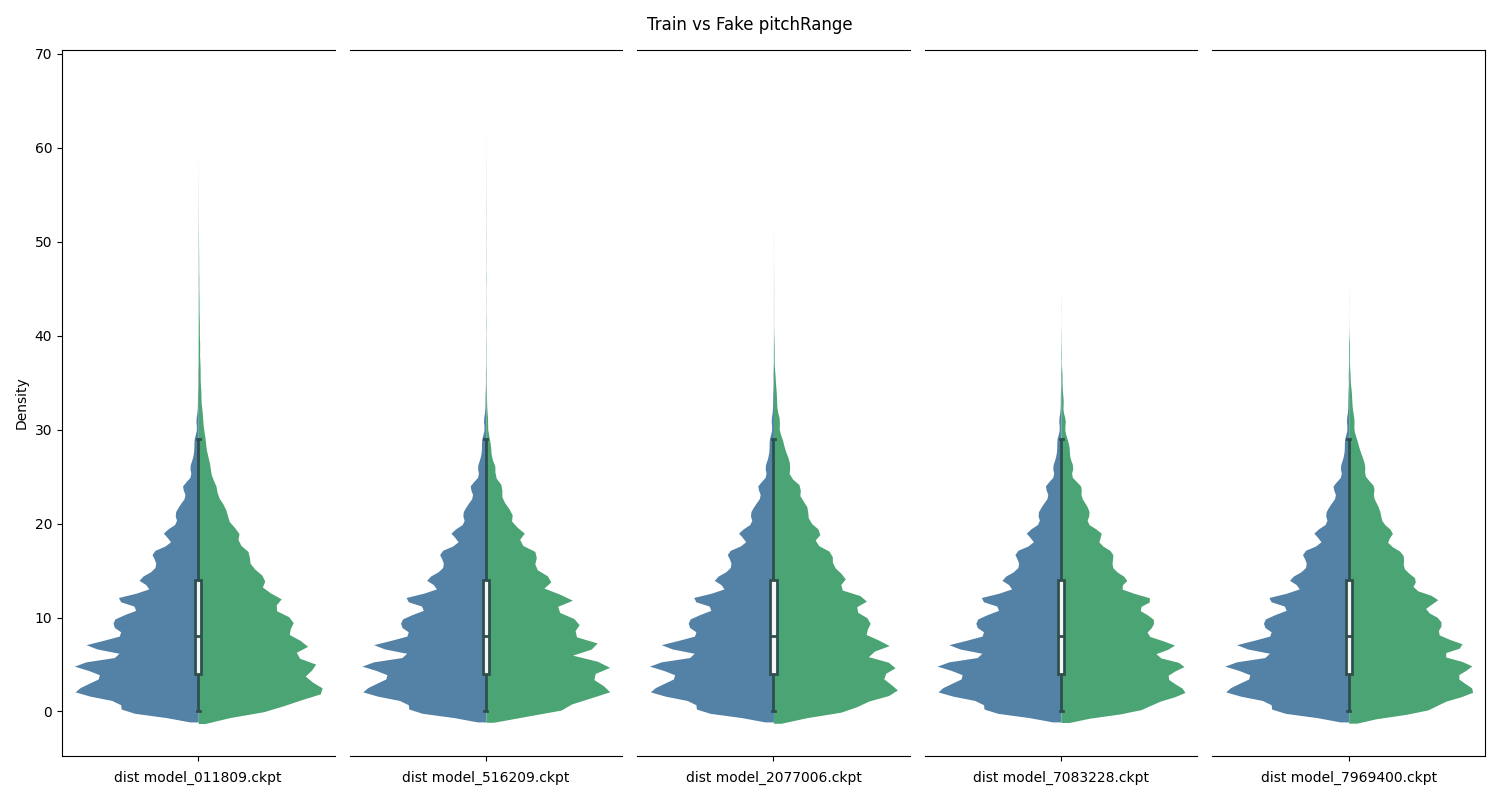 Train vs Fake pitchRange
Density
70
60
50
40
30
20
10
0
dist model_011809.ckpt
dist model_516209.ckpt
dist model_2077006.ckpt
dist model_7083228.ckpt
dist model_7969400.ckpt